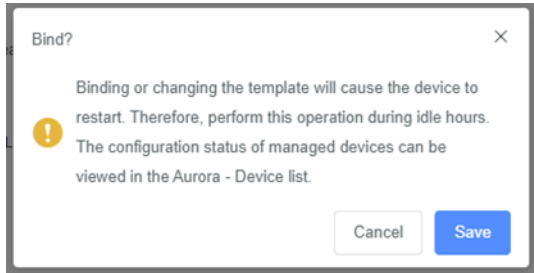 Bind?
Binding or changing the template will cause the device to
restart. Therefore, perform this operation during idle hours.
The configuration status of managed devices can be
viewed in the Aurora - Device list.
Cancel Save